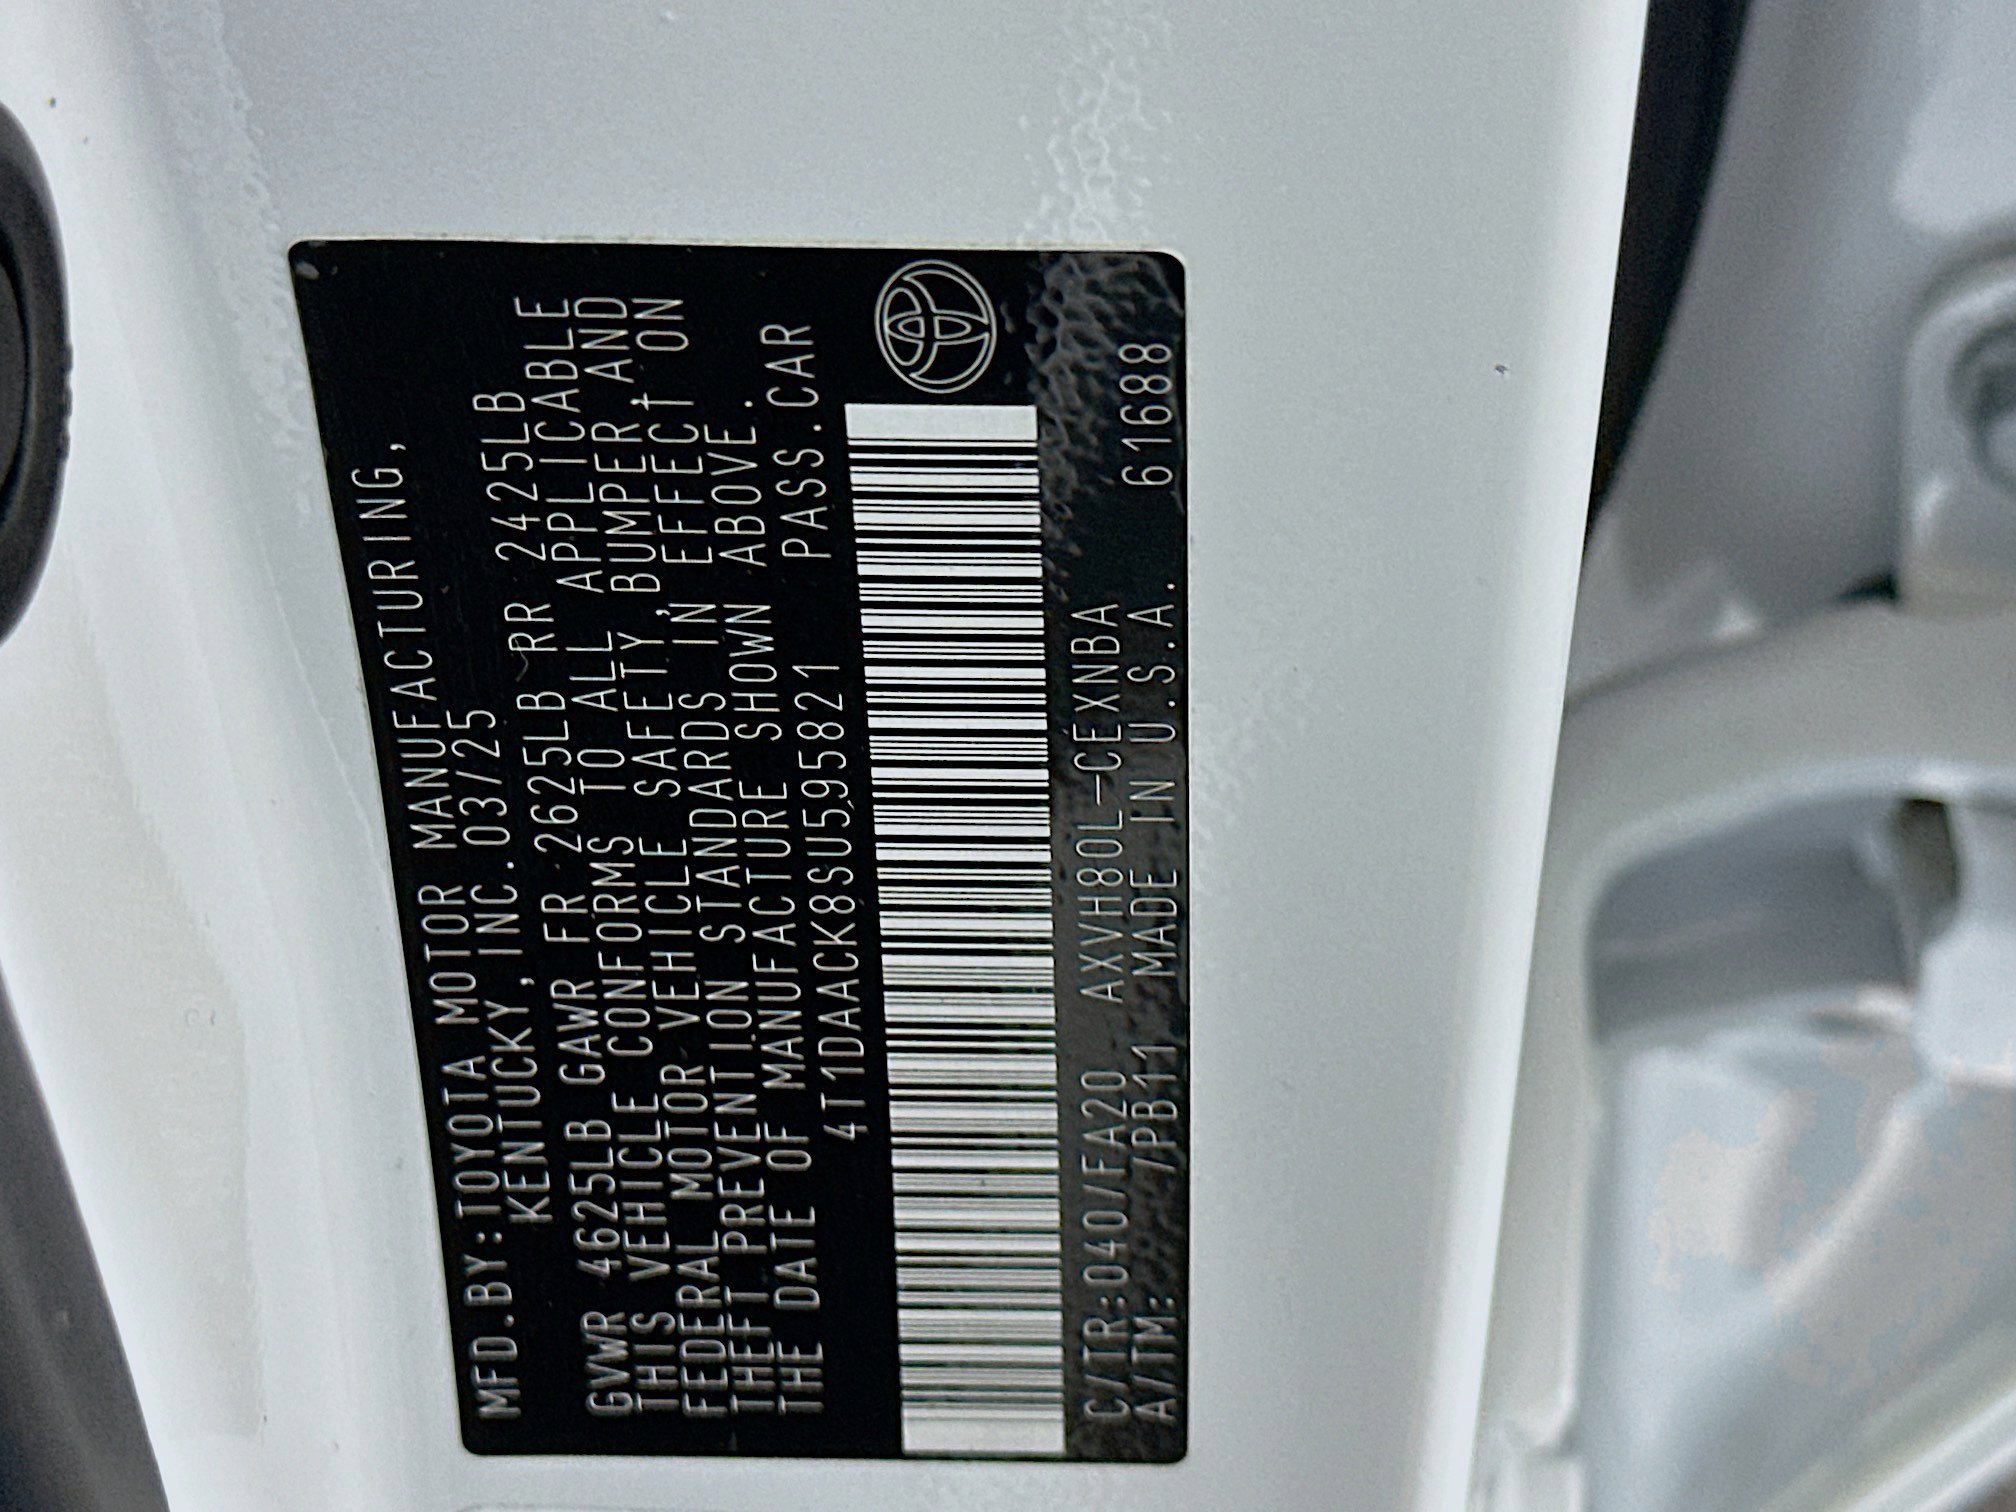 MFD.BY:TOYOTA MOTOR MANUFACTURING,
KENTUCKY,INC.03/25
GVWR 4625LB GAWR FR 2625LB RR 2425LB
THIS VEHICLE CONFORMS TO ALL APPLICABLE
FEDERAL MOTOR VEHICLE SAFETY,BUMPER,AND
THEFT PREVENTION STANDARDS IN EFFECT ON
THE DATE OF MANUFACTURE SHOWN ABOVE.
4T1DAACK8SU595821 PASS.CAR
C/TR:040/FA20 AXVH80L-CEXNBA
A/TM: /PB11 MADE IN U.S.A. 61688